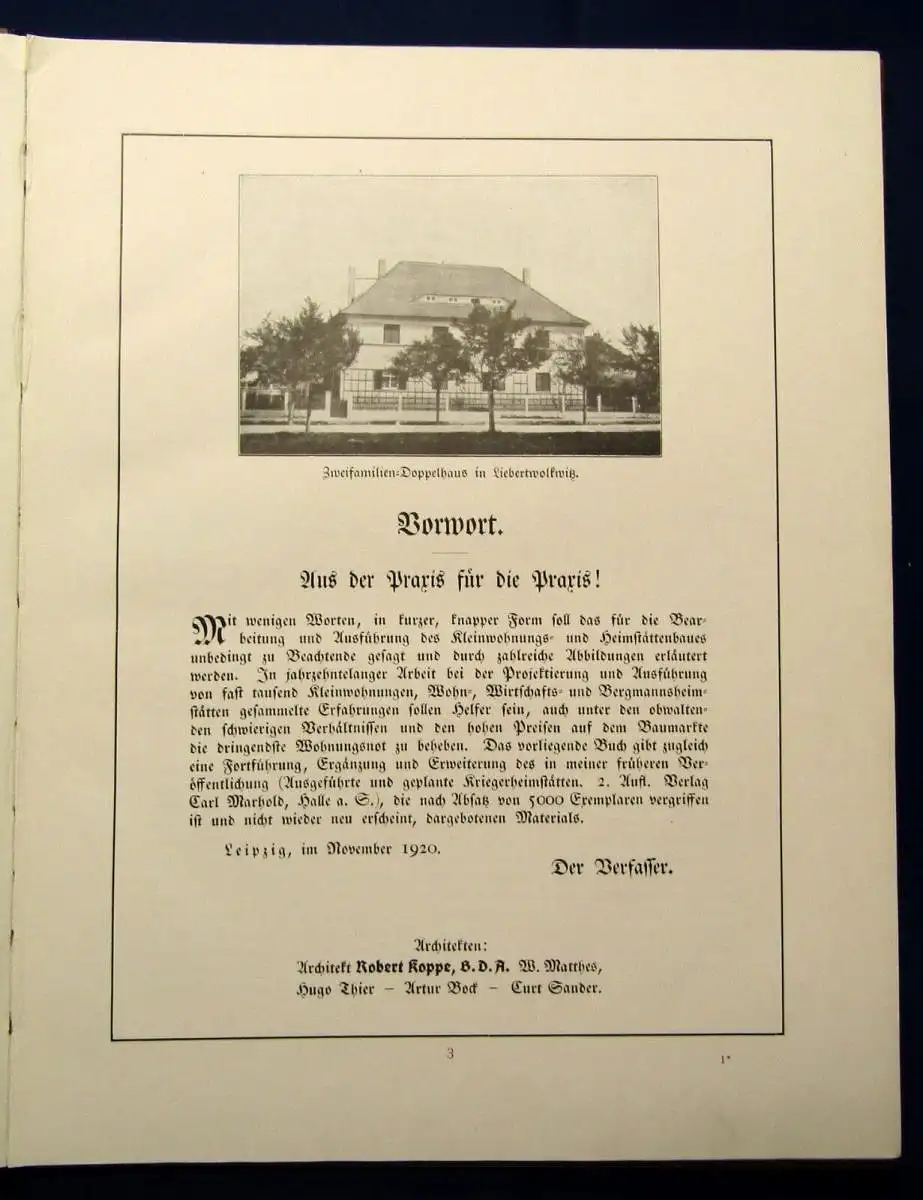 Zweifamilien-Doppelhaus in Liebertwolkwitz.
Vorwort.
Aus der Praxis für die Praxis!
Mit wenigen Worten, in kurzer, knapper Form soll das für die Bear-
beitung und Ausführung des Kleinwohnungs- und Heimstättenbaues
unbedingt zu Beachtende gesagt und durch zahlreiche Abbildungen erläutert
werden. In jahrzehntelanger Arbeit bei der Projektierung und Ausführung
von fast tausend Kleinwohnungen, Wohn-, Wirtschafts- und Bergmannsheim-
stätten gesammelte Erfahrungen sollen Helfer sein, auch unter den obwalten-
den schwierigen Verhältnissen und den hohen Preisen auf dem Baumarkte
die dringendste Wohnungsnot zu beheben. Das vorliegende Buch gibt zugleich
eine Fortführung, Ergänzung und Erweiterung des in meiner früheren Ver-
öffentlichung (Ausgeführte und geplante Kriegerheimstätten. 2. Aufl. Verlag
Carl Marhold, Halle a. S.), die nach Absatz von 5000 Exemplaren vergriffen
ist und nicht wieder neu erscheint, dargebotenen Materials.
Leipzig, im November 1920.
Der Verfasser.
Architekten:
Architekt Robert Koppe, B.D.A. W. Matthes,
Hugo Thier – Artur Bock – Curt Sander.
3
1*